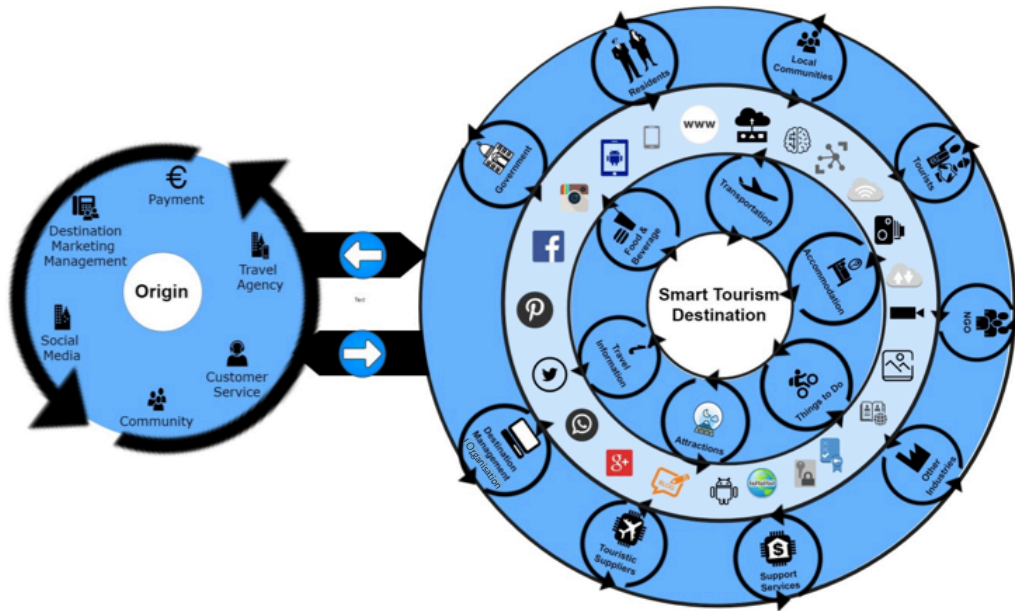 Payment
Destination
Marketing
Management
Travel
Agency
Origin
Social
Media
Customer
Service
Community
Text
Residents
Local
Communities
Government
Tourists
www
Transportation
Food &
Beverage
Accommodation
Smart Tourism
Destination
NGO
Travel
Information
Things to Do
Attractions
Destination
Management
(Organisation
Other
Industries
g+
BLOG
Touristic
Suppliers
$
Support
Services